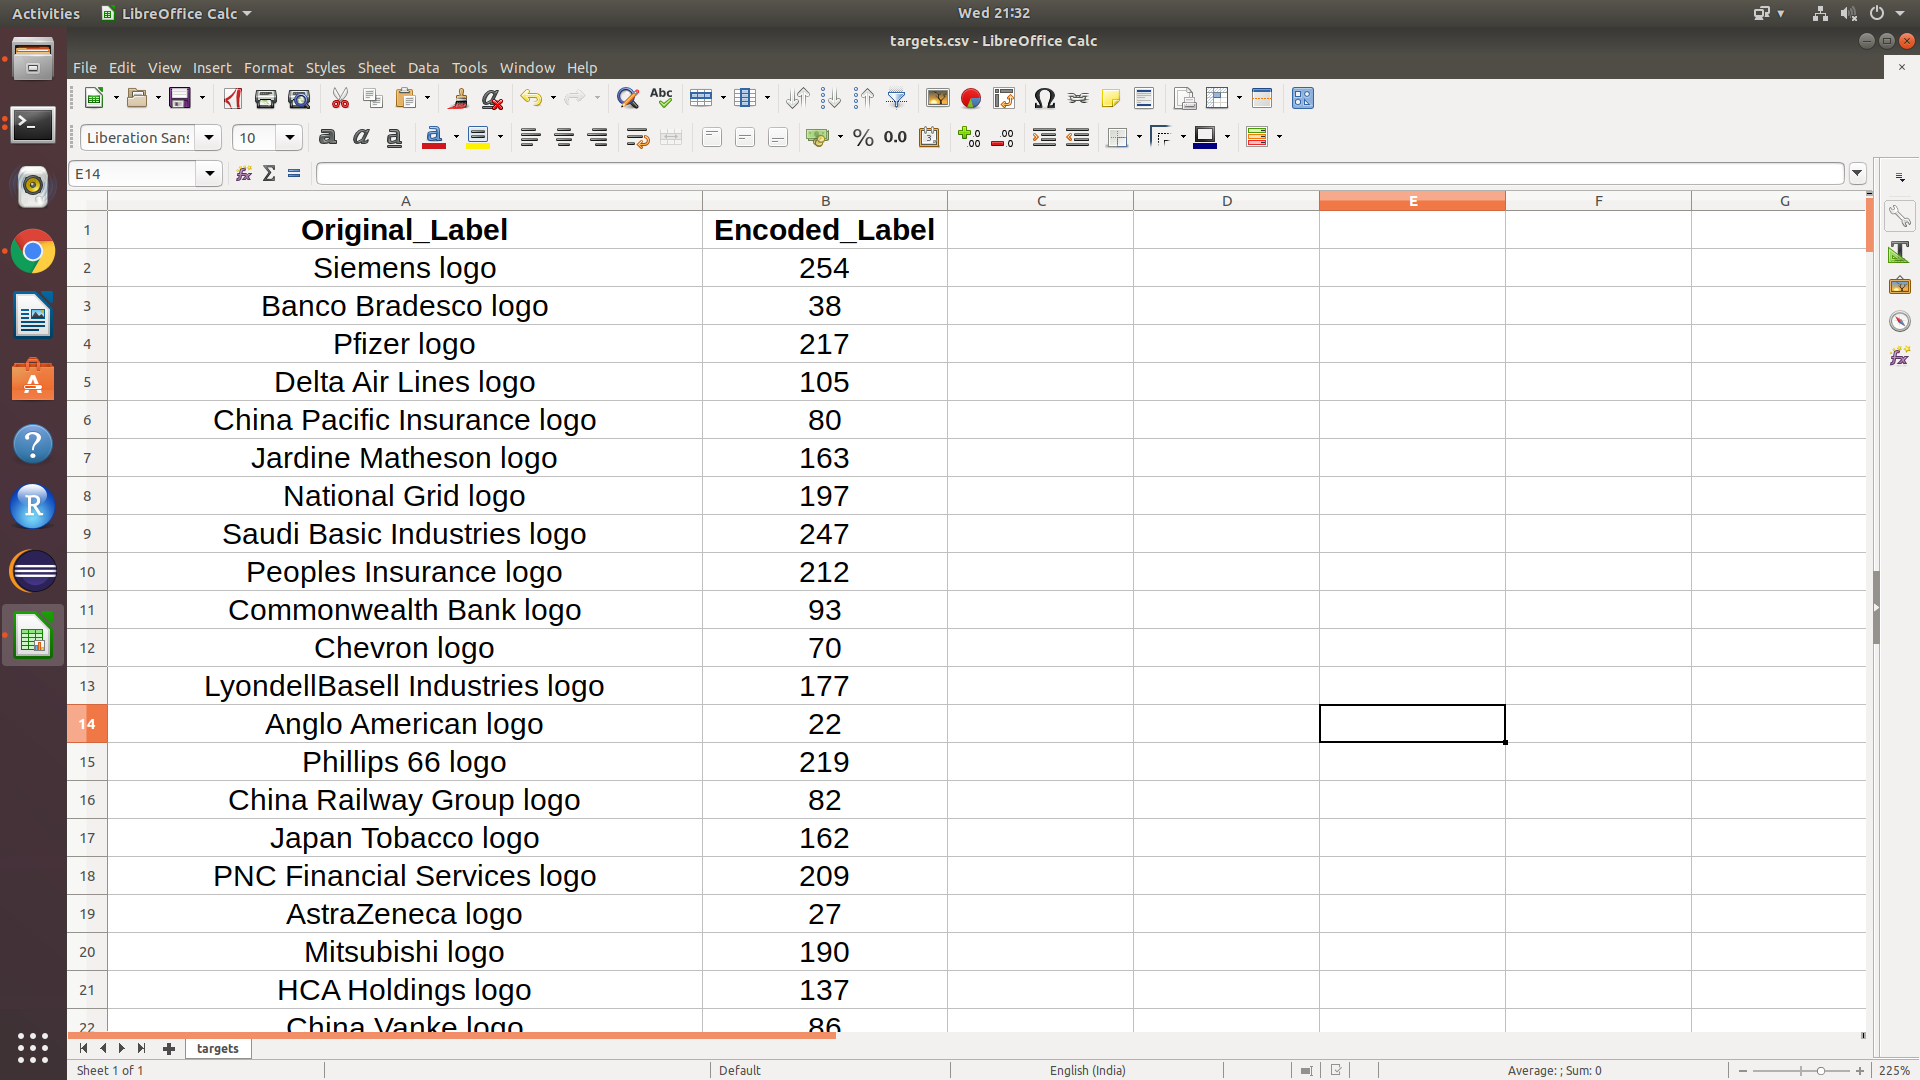 Activities LibreOffice Calc Wed 21:32
targets.csv - LibreOffice Calc
File Edit View Insert Format Styles Sheet Data Tools Window Help
Liberation Sans 10
E14
A B C D E F G
1 Original_Label Encoded_Label
2 Siemens logo 254
3 Banco Bradesco logo 38
4 Pfizer logo 217
5 Delta Air Lines logo 105
6 China Pacific Insurance logo 80
7 Jardine Matheson logo 163
8 National Grid logo 197
9 Saudi Basic Industries logo 247
10 Peoples Insurance logo 212
11 Commonwealth Bank logo 93
12 Chevron logo 70
13 LyondellBasell Industries logo 177
14 Anglo American logo 22
15 Phillips 66 logo 219
16 China Railway Group logo 82
17 Japan Tobacco logo 162
18 PNC Financial Services logo 209
19 AstraZeneca logo 27
20 Mitsubishi logo 190
21 HCA Holdings logo 137
22 China Vanke logo 86
targets
Sheet 1 of 1 Default English (India) Average: ; Sum: 0 225%